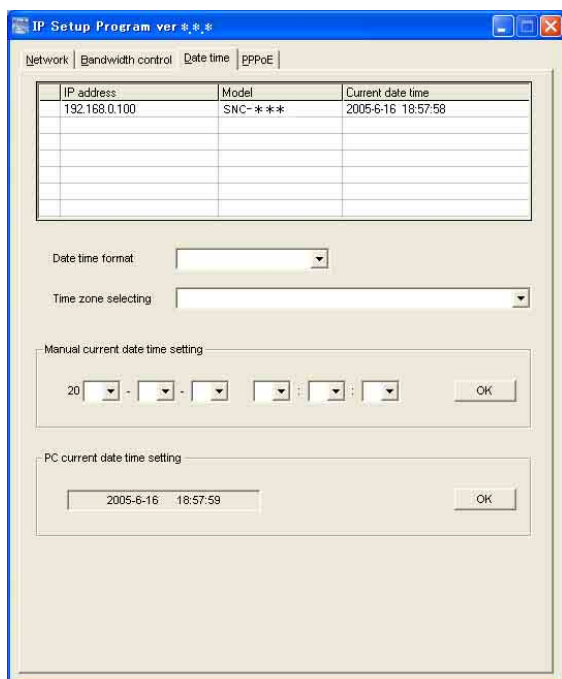 IP Setup Program ver *.*.*
Network Bandwidth control Date time PPPoE
IP address Model Current date time
192.168.0.100 SNC-*** 2005-6-16 18:57:58
Date time format
Time zone selecting
Manual current date time setting
20 - - : : OK
PC current date time setting
2005-6-16 18:57:59 OK